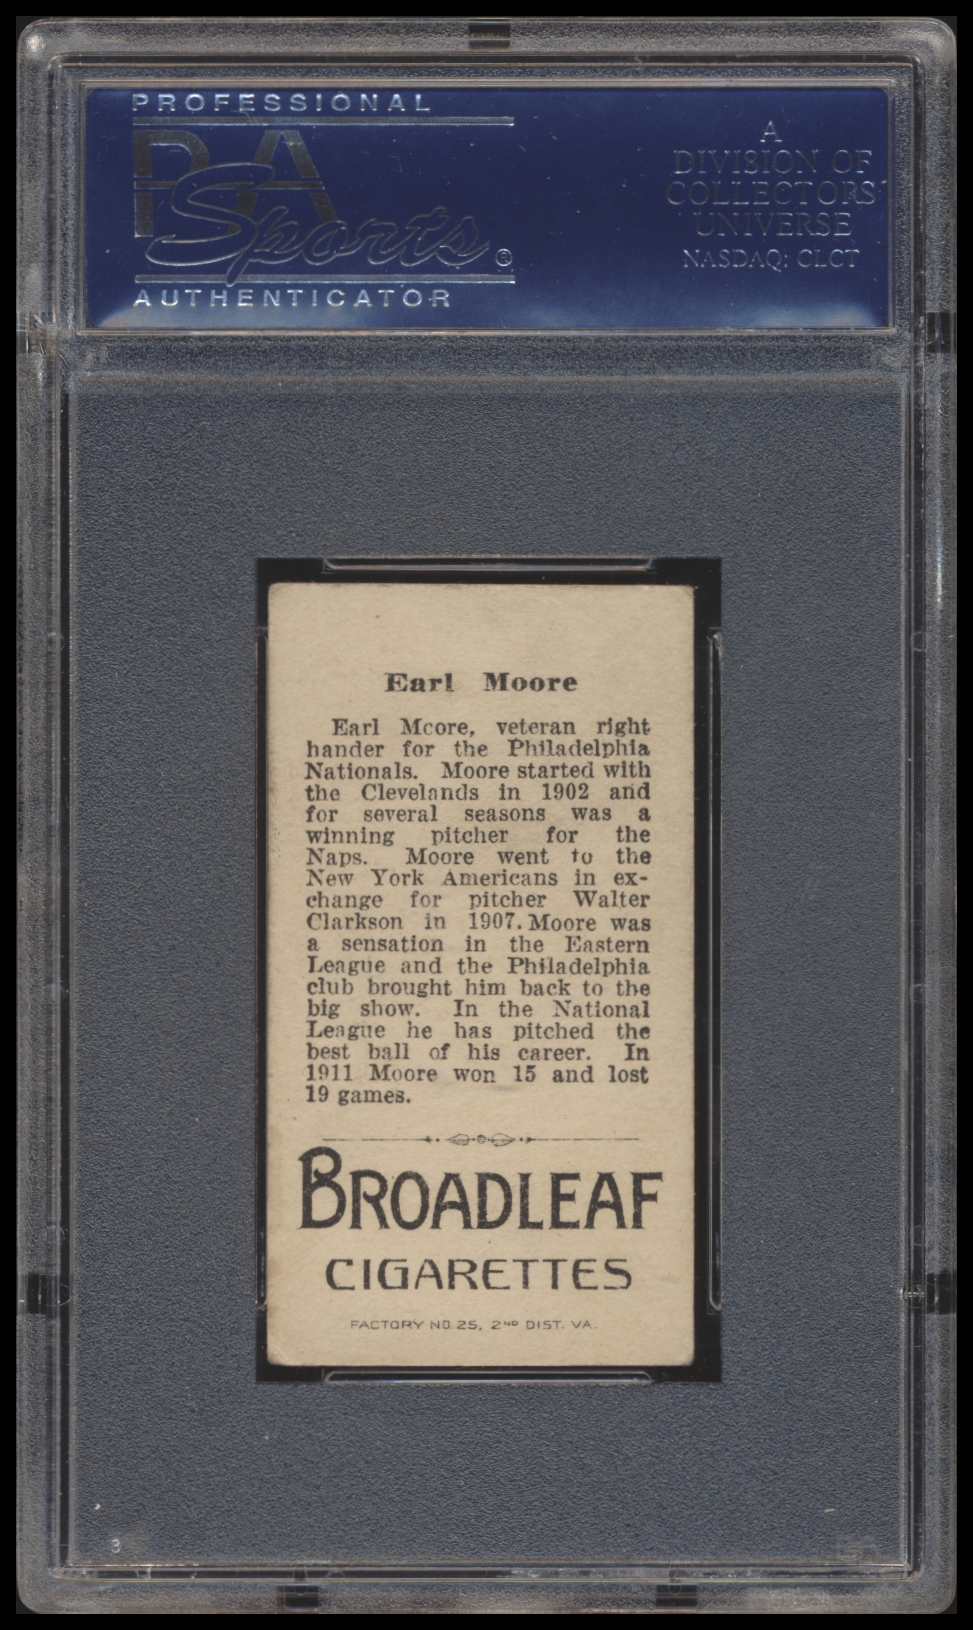 PROFESSIONAL
PSA
Sports®
AUTHENTICATOR
A
DIVISION OF
COLLECTORS
UNIVERSE
NASDAQ: CLCT
Earl Moore
Earl Moore, veteran right
hander for the Philadelphia
Nationals. Moore started with
the Clevelands in 1902 and
for several seasons was a
winning pitcher for the
Naps. Moore went to the
New York Americans in ex-
change for pitcher Walter
Clarkson in 1907. Moore was
a sensation in the Eastern
League and the Philadelphia
club brought him back to the
big show. In the National
League he has pitched the
best ball of his career. In
1911 Moore won 15 and lost
19 games.
BROADLEAF
CIGARETTES
FACTORY NO. 25, 2ND DIST. VA.
3